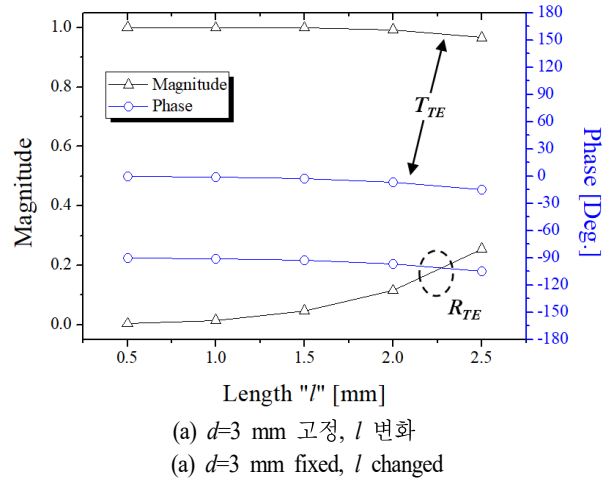 1.0
0.8
0.6
0.4
0.2
0.0
Magnitude
Magnitude
Phase
T_TE
R_TE
180
150
120
90
60
30
0
-30
-60
-90
-120
-150
-180
Phase [Deg.]
0.5 1.0 1.5 2.0 2.5
Length "l" [mm]
(a) d=3 mm 고정, l 변화
(a) d=3 mm fixed, l changed